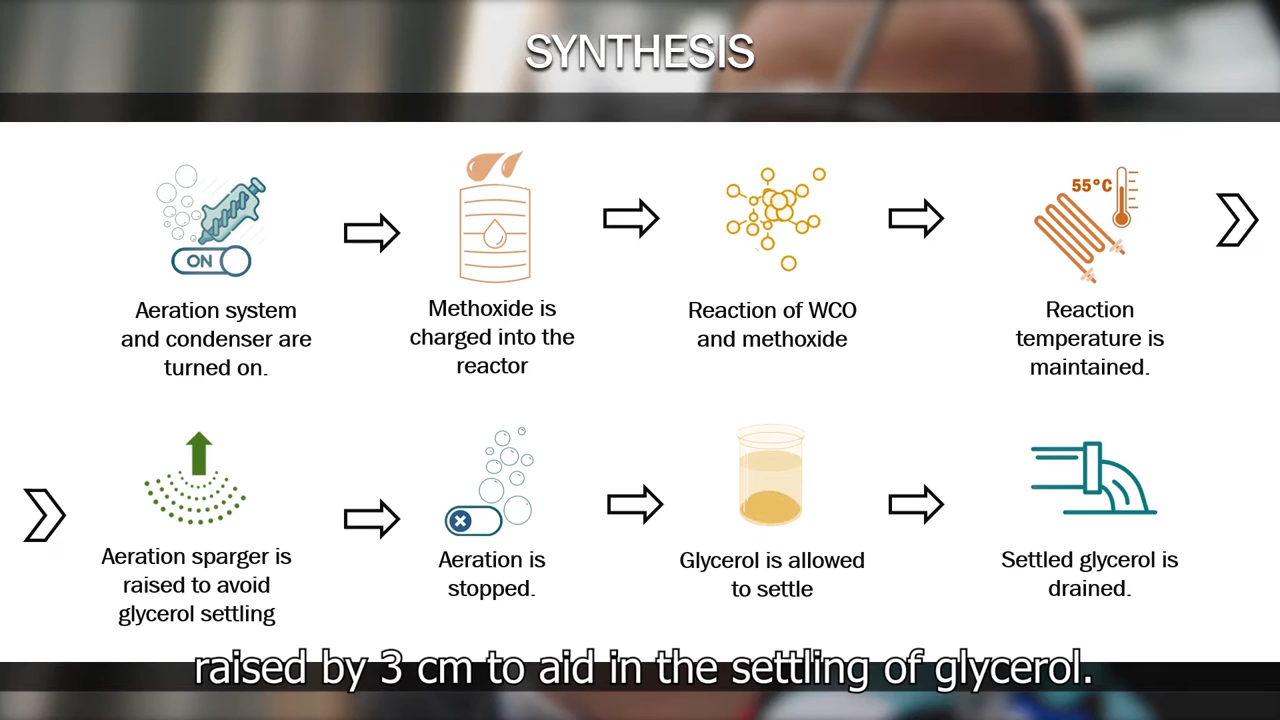 SYNTHESIS
ON
55°C
Aeration system
and condenser are
turned on.
Methoxide is
charged into the
reactor
Reaction of WCO
and methoxide
Reaction
temperature is
maintained.
Aeration sparger is
raised to avoid
glycerol settling
Aeration is
stopped.
Glycerol is allowed
to settle
Settled glycerol is
drained.
raised by 3 cm to aid in the settling of glycerol.